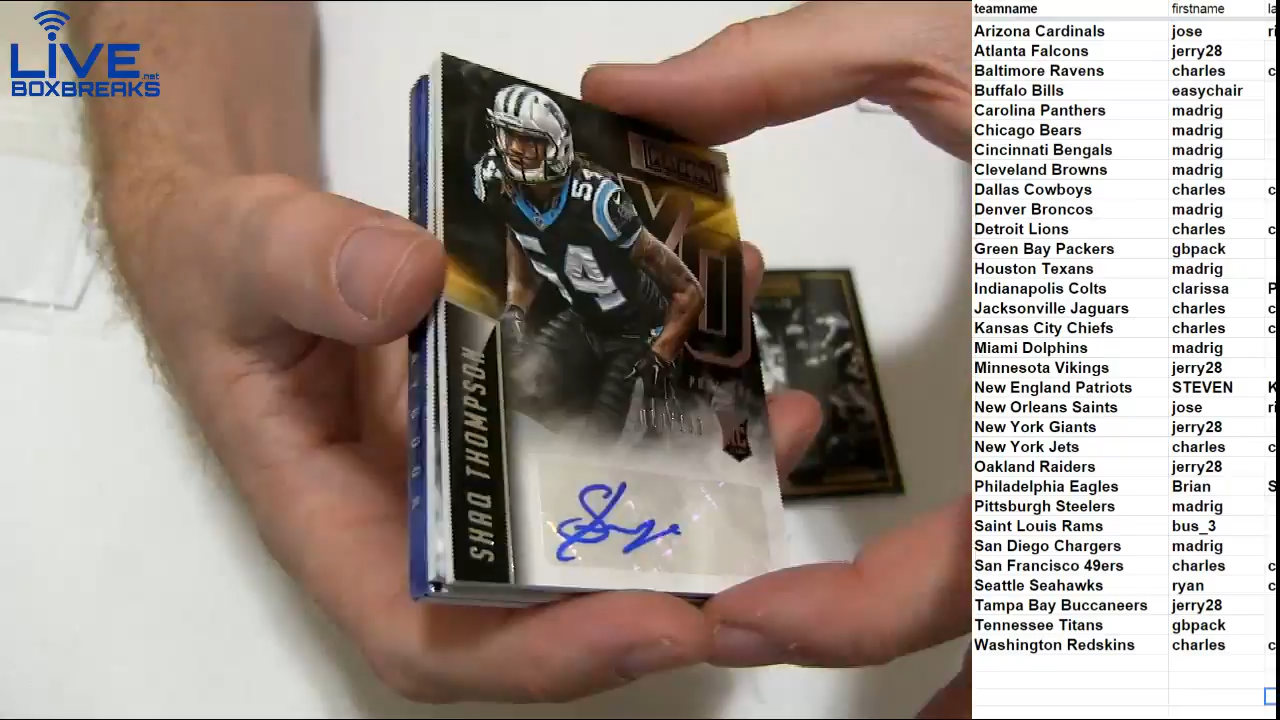 LIVE
.net
BOXBREAKS
54
54
SHAQ THOMPSON
XO
RC
teamname firstname la
Arizona Cardinals jose ri
Atlanta Falcons jerry28
Baltimore Ravens charles c
Buffalo Bills easychair
Carolina Panthers madrig
Chicago Bears madrig
Cincinnati Bengals madrig
Cleveland Browns madrig
Dallas Cowboys charles c
Denver Broncos madrig
Detroit Lions charles c
Green Bay Packers gbpack
Houston Texans madrig
Indianapolis Colts clarissa P
Jacksonville Jaguars charles c
Kansas City Chiefs charles c
Miami Dolphins madrig
Minnesota Vikings jerry28
New England Patriots STEVEN K
New Orleans Saints jose ri
New York Giants jerry28
New York Jets charles c
Oakland Raiders jerry28
Philadelphia Eagles Brian S
Pittsburgh Steelers madrig
Saint Louis Rams bus_3
San Diego Chargers madrig
San Francisco 49ers charles c
Seattle Seahawks ryan c
Tampa Bay Buccaneers jerry28
Tennessee Titans gbpack
Washington Redskins charles c